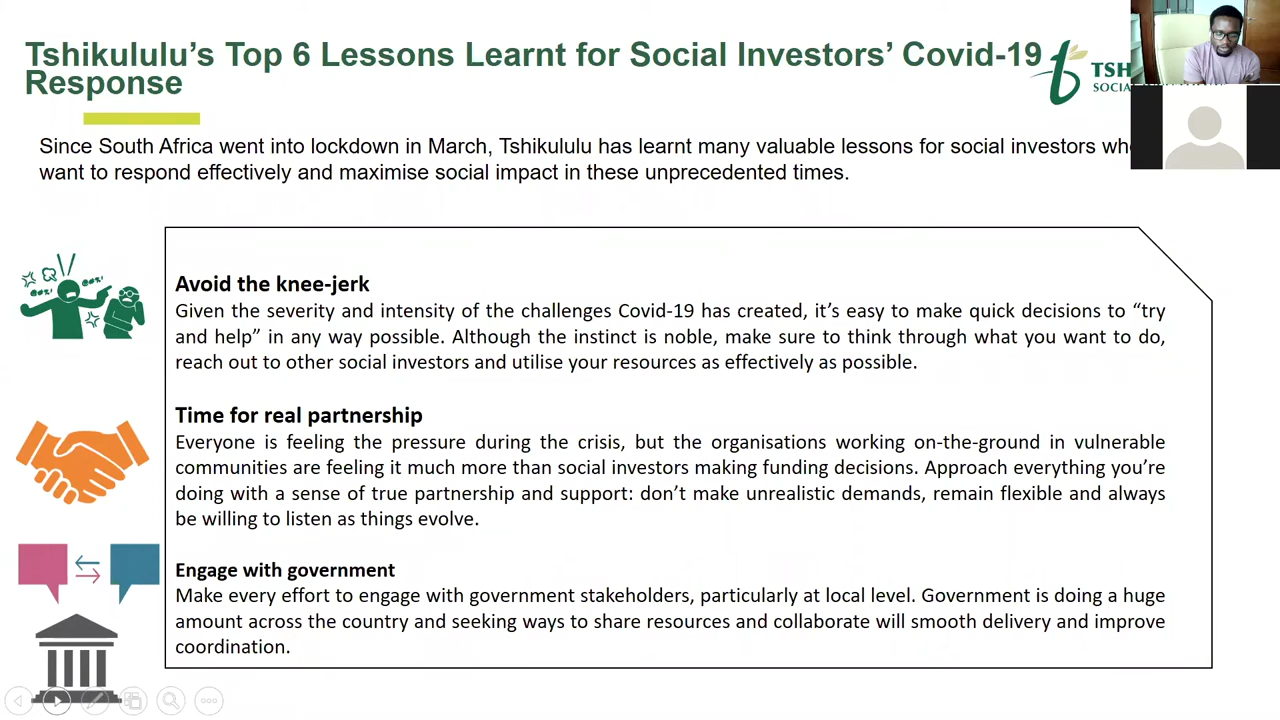 Tshikululu’s Top 6 Lessons Learnt for Social Investors’ Covid-19
Response
TSH
SOCIA
Since South Africa went into lockdown in March, Tshikululu has learnt many valuable lessons for social investors who
want to respond effectively and maximise social impact in these unprecedented times.
Avoid the knee-jerk
Given the severity and intensity of the challenges Covid-19 has created, it’s easy to make quick decisions to “try
and help” in any way possible. Although the instinct is noble, make sure to think through what you want to do,
reach out to other social investors and utilise your resources as effectively as possible.
Time for real partnership
Everyone is feeling the pressure during the crisis, but the organisations working on-the-ground in vulnerable
communities are feeling it much more than social investors making funding decisions. Approach everything you’re
doing with a sense of true partnership and support: don’t make unrealistic demands, remain flexible and always
be willing to listen as things evolve.
Engage with government
Make every effort to engage with government stakeholders, particularly at local level. Government is doing a huge
amount across the country and seeking ways to share resources and collaborate will smooth delivery and improve
coordination.